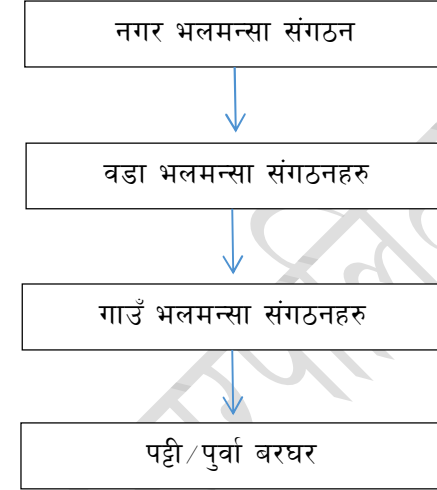 नगर भलमन्सा संगठन
वडा भलमन्सा संगठनहरु
गाउँ भलमन्सा संगठनहरु
पट्टी/पुर्वा बरघर